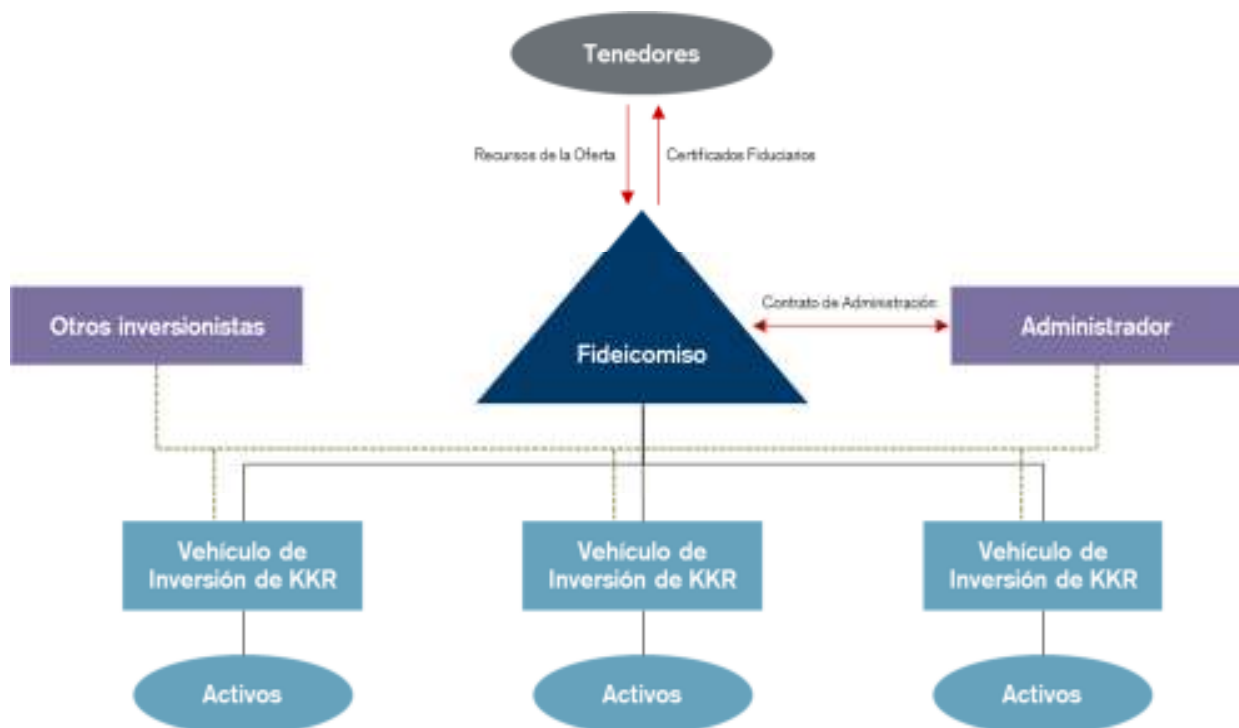 Tenedores
Recursos de la Oferta
Certificados Fiduciarios
Otros inversionistas
Fideicomiso
Contrato de Administración
Administrador
Vehículo de
Inversión de KKR
Vehículo de
Inversión de KKR
Vehículo de
Inversión de KKR
Activos
Activos
Activos